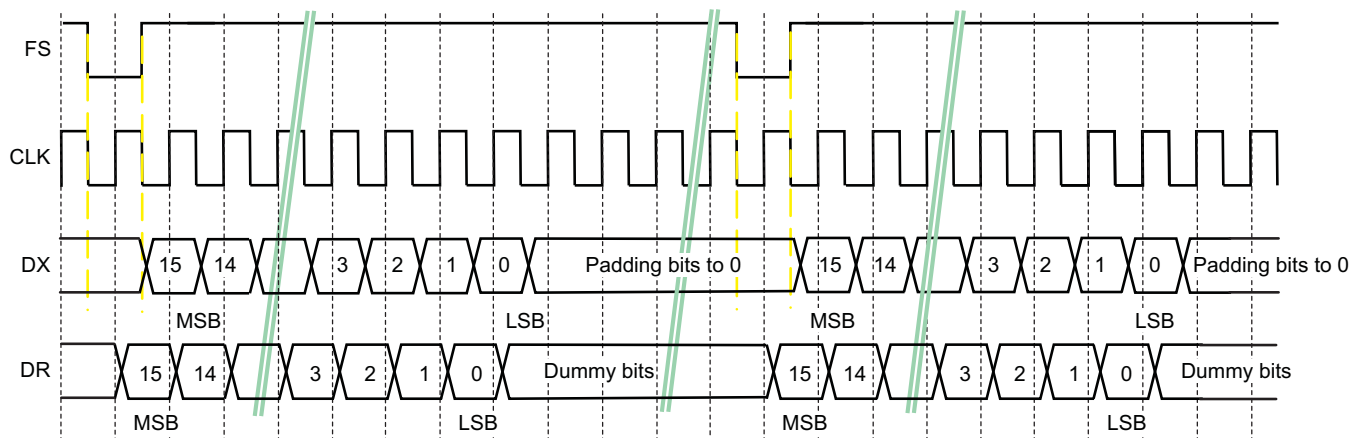 FS
CLK
DX 15 14 3 2 1 0 Padding bits to 0 15 14 3 2 1 0 Padding bits to 0
MSB LSB MSB LSB
DR 15 14 3 2 1 0 Dummy bits 15 14 3 2 1 0 Dummy bits
MSB LSB MSB LSB